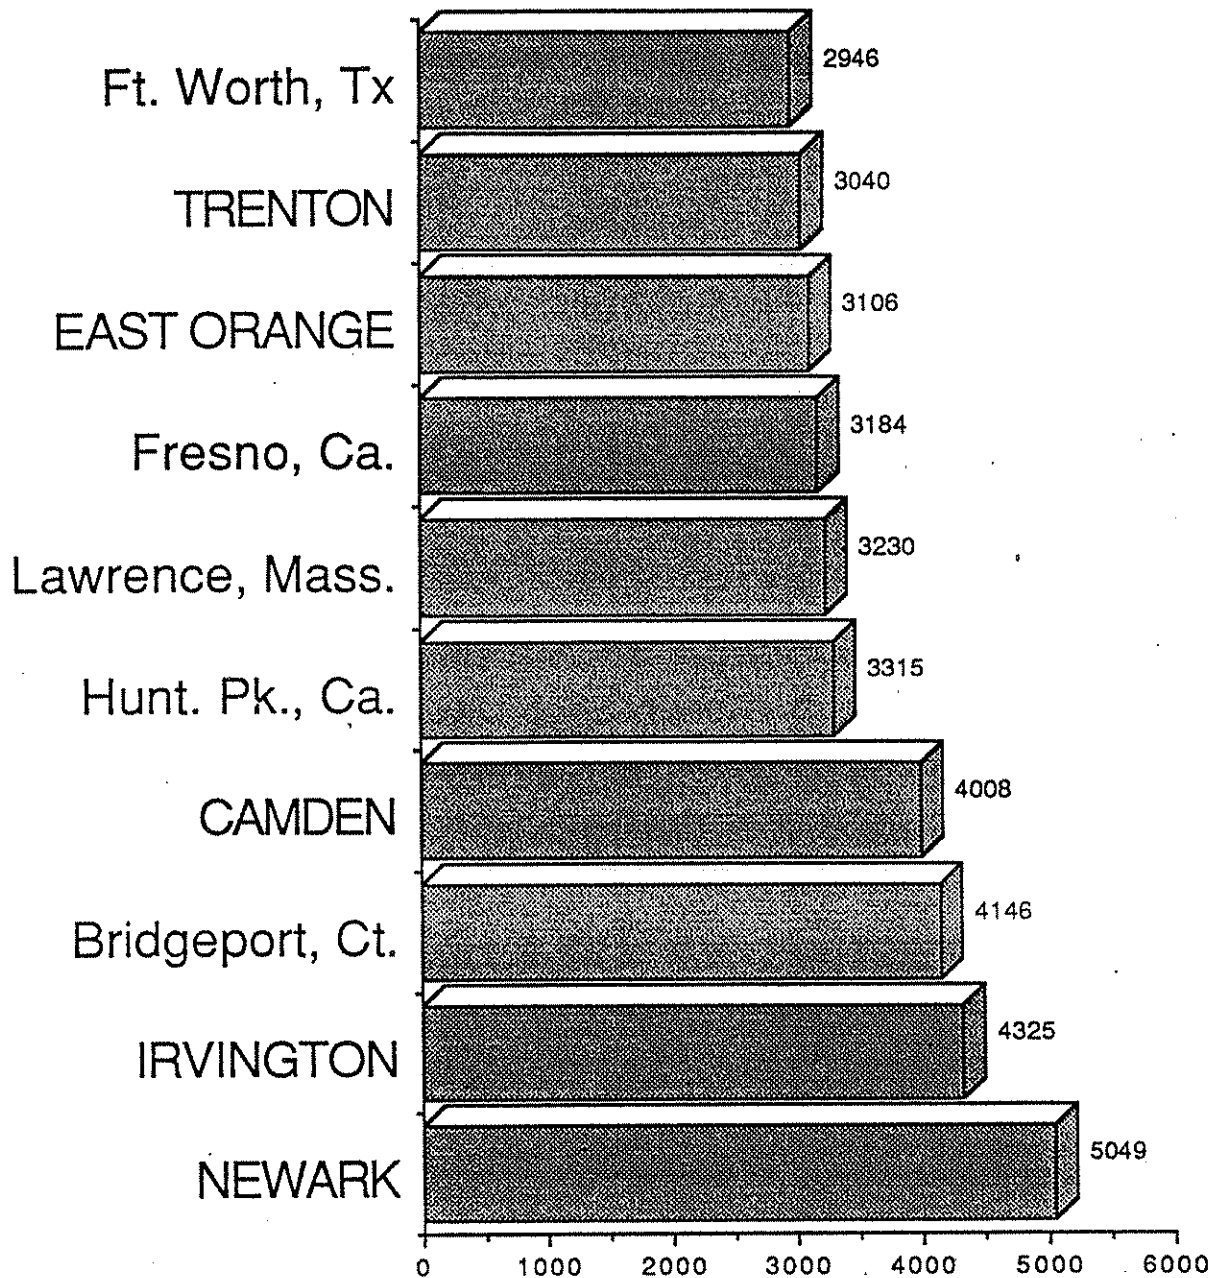 Ft. Worth, Tx 2946
TRENTON 3040
EAST ORANGE 3106
Fresno, Ca. 3184
Lawrence, Mass. 3230
Hunt. Pk., Ca. 3315
CAMDEN 4008
Bridgeport, Ct. 4146
IRVINGTON 4325
NEWARK 5049
0 1000 2000 3000 4000 5000 6000